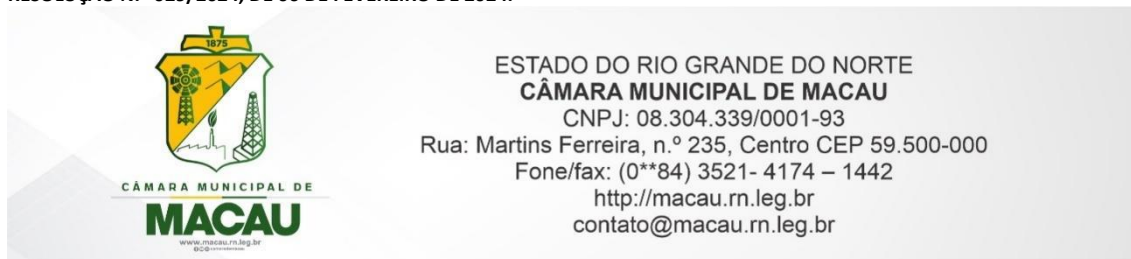 1875
CÂMARA MUNICIPAL DE
MACAU
www.macau.rn.leg.br
ESTADO DO RIO GRANDE DO NORTE
CÂMARA MUNICIPAL DE MACAU
CNPJ: 08.304.339/0001-93
Rua: Martins Ferreira, n.º 235, Centro CEP 59.500-000
Fone/fax: (0**84) 3521- 4174 – 1442
http://macau.rn.leg.br
contato@macau.rn.leg.br